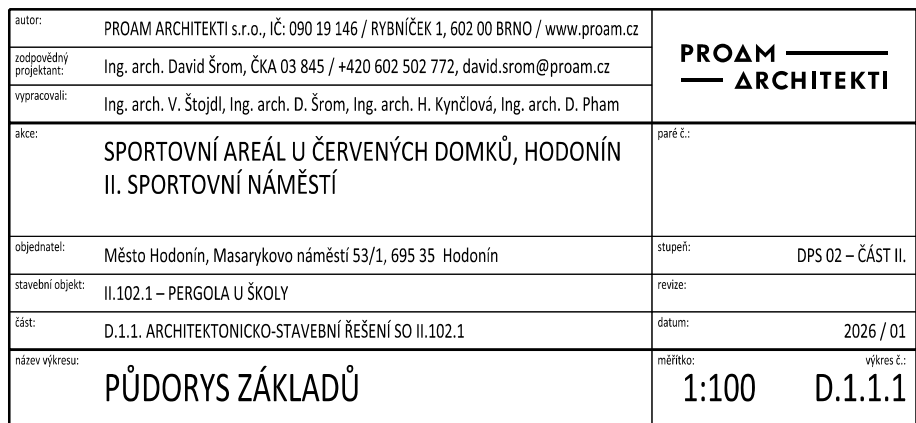 autor: PROAM ARCHITEKTI s.r.o., IČ: 090 19 146 / RYBNÍČEK 1, 602 00 BRNO / www.proam.cz
zodpovědný
projektant: Ing. arch. David Šrom, ČKA 03 845 / +420 602 502 772, david.srom@proam.cz
vypracovali: Ing. arch. V. Štojdl, Ing. arch. D. Šrom, Ing. arch. H. Kynčlová, Ing. arch. D. Pham
PROAM
ARCHITEKTI
akce: SPORTOVNÍ AREÁL U ČERVENÝCH DOMKŮ, HODONÍN
II. SPORTOVNÍ NÁMĚSTÍ
paré č.:
objednatel: Město Hodonín, Masarykovo náměstí 53/1, 695 35 Hodonín
stupeň: DPS 02 – ČÁST II.
stavební objekt: II.102.1 – PERGOLA U ŠKOLY
revize:
část: D.1.1. ARCHITEKTONICKO-STAVEBNÍ ŘEŠENÍ SO II.102.1
datum: 2026 / 01
název výkresu: PŮDORYS ZÁKLADŮ
měřítko: 1:100
výkres č.: D.1.1.1